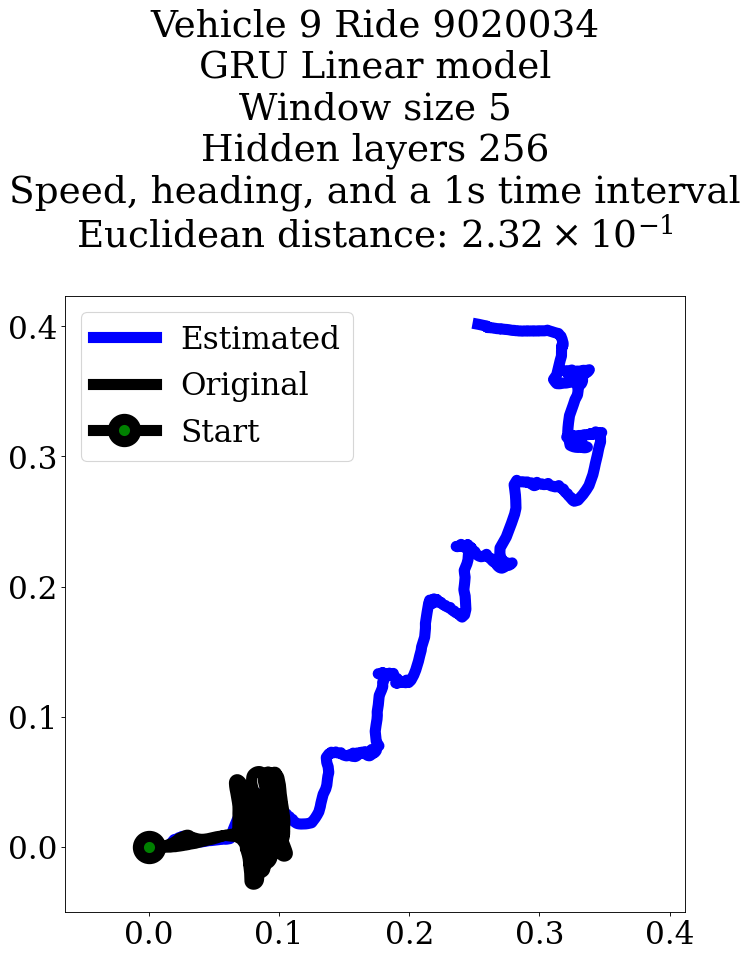 Vehicle 9 Ride 9020034
GRU Linear model
Window size 5
Hidden layers 256
Speed, heading, and a 1s time interval
Euclidean distance: 2.32 × 10⁻¹
Estimated
Original
Start
0.4
0.3
0.2
0.1
0.0
0.0 0.1 0.2 0.3 0.4